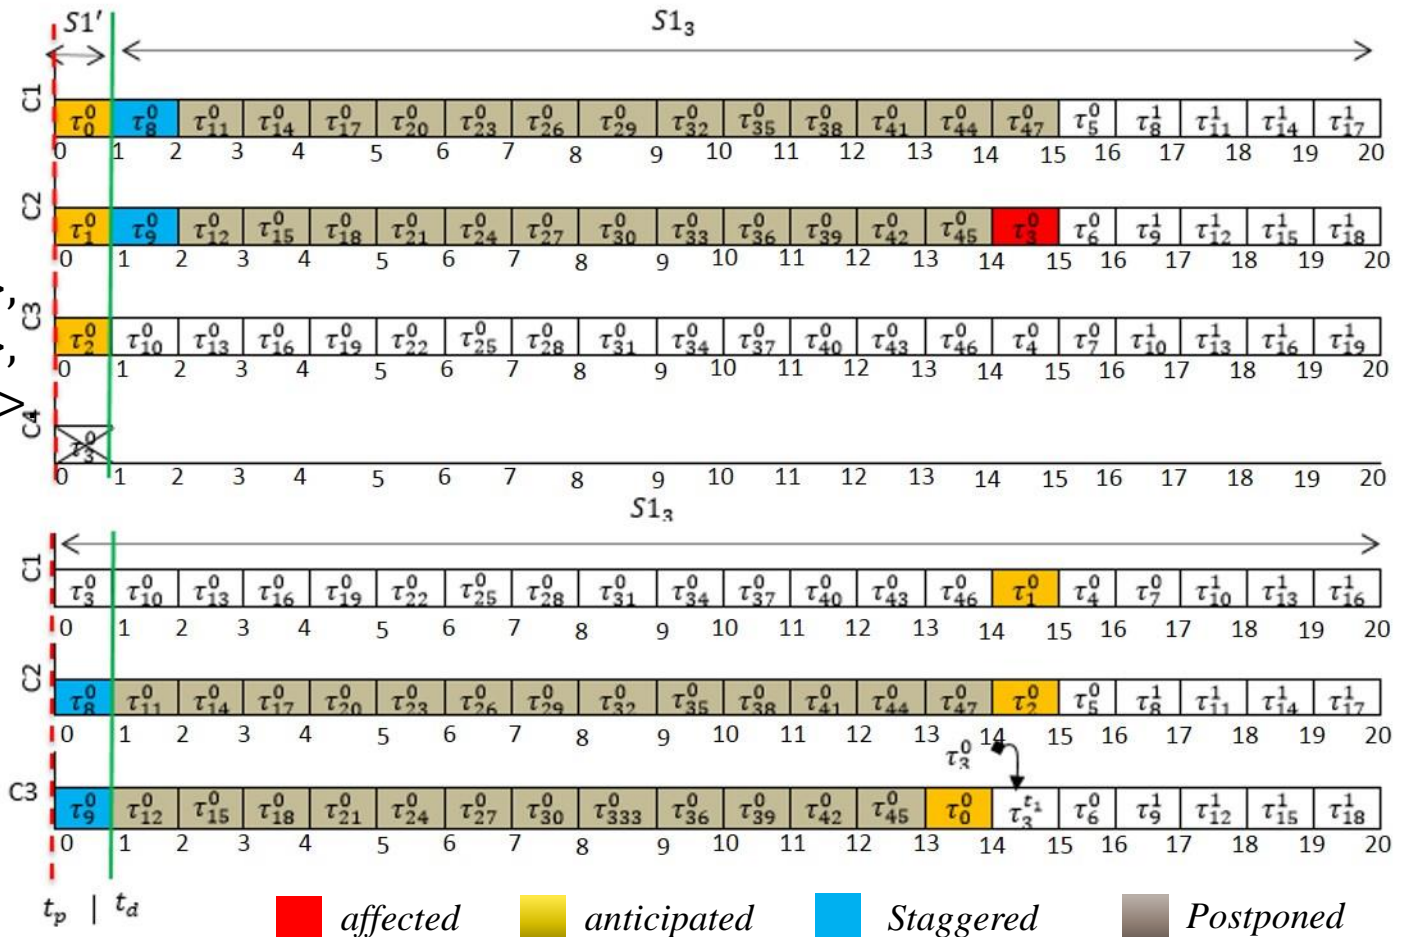 S1′ S1₃
C1
τ₀⁰ τ₈⁰ τ₁₁⁰ τ₁₄⁰ τ₁₇⁰ τ₂₀⁰ τ₂₃⁰ τ₂₆⁰ τ₂₉⁰ τ₃₂⁰ τ₃₅⁰ τ₃₈⁰ τ₄₁⁰ τ₄₄⁰ τ₄₇⁰ τ₅⁰ τ₈¹ τ₁₁¹ τ₁₄¹ τ₁₇¹
0 1 2 3 4 5 6 7 8 9 10 11 12 13 14 15 16 17 18 19 20
C2
τ₁⁰ τ₉⁰ τ₁₂⁰ τ₁₅⁰ τ₁₈⁰ τ₂₁⁰ τ₂₄⁰ τ₂₇⁰ τ₃₀⁰ τ₃₃⁰ τ₃₆⁰ τ₃₉⁰ τ₄₂⁰ τ₄₅⁰ τ₃⁰ τ₆⁰ τ₉¹ τ₁₂¹ τ₁₅¹ τ₁₈¹
0 1 2 3 4 5 6 7 8 9 10 11 12 13 14 15 16 17 18 19 20
>,
C3
τ₂⁰ τ₁₀⁰ τ₁₃⁰ τ₁₆⁰ τ₁₉⁰ τ₂₂⁰ τ₂₅⁰ τ₂₈⁰ τ₃₁⁰ τ₃₄⁰ τ₃₇⁰ τ₄₀⁰ τ₄₃⁰ τ₄₆⁰ τ₄⁰ τ₇⁰ τ₁₀¹ τ₁₃¹ τ₁₆¹ τ₁₉¹
>,
0 1 2 3 4 5 6 7 8 9 10 11 12 13 14 15 16 17 18 19 20
>
C4
τ₃⁰
0 1 2 3 4 5 6 7 8 9 10 11 12 13 14 15 16 17 18 19 20
S1₃
C1
τ₃⁰ τ₁₀⁰ τ₁₃⁰ τ₁₆⁰ τ₁₉⁰ τ₂₂⁰ τ₂₅⁰ τ₂₈⁰ τ₃₁⁰ τ₃₄⁰ τ₃₇⁰ τ₄₀⁰ τ₄₃⁰ τ₄₆⁰ τ₁⁰ τ₄⁰ τ₇⁰ τ₁₀¹ τ₁₃¹ τ₁₆¹
0 1 2 3 4 5 6 7 8 9 10 11 12 13 14 15 16 17 18 19 20
C2
τ₈⁰ τ₁₁⁰ τ₁₄⁰ τ₁₇⁰ τ₂₀⁰ τ₂₃⁰ τ₂₆⁰ τ₂₉⁰ τ₃₂⁰ τ₃₅⁰ τ₃₈⁰ τ₄₁⁰ τ₄₄⁰ τ₄₇⁰ τ₂⁰ τ₅⁰ τ₈¹ τ₁₁¹ τ₁₄¹ τ₁₇¹
0 1 2 3 4 5 6 7 8 9 10 11 12 13 14 15 16 17 18 19 20
τ₃⁰
C3
τ₉⁰ τ₁₂⁰ τ₁₅⁰ τ₁₈⁰ τ₂₁⁰ τ₂₄⁰ τ₂₇⁰ τ₃₀⁰ τ₃₃₃⁰ τ₃₆⁰ τ₃₉⁰ τ₄₂⁰ τ₄₅⁰ τ₀⁰ τ₃^t₁ τ₆⁰ τ₉¹ τ₁₂¹ τ₁₅¹ τ₁₈¹
0 1 2 3 4 5 6 7 8 9 10 11 12 13 14 15 16 17 18 19 20
t_p | t_d
affected anticipated Staggered Postponed